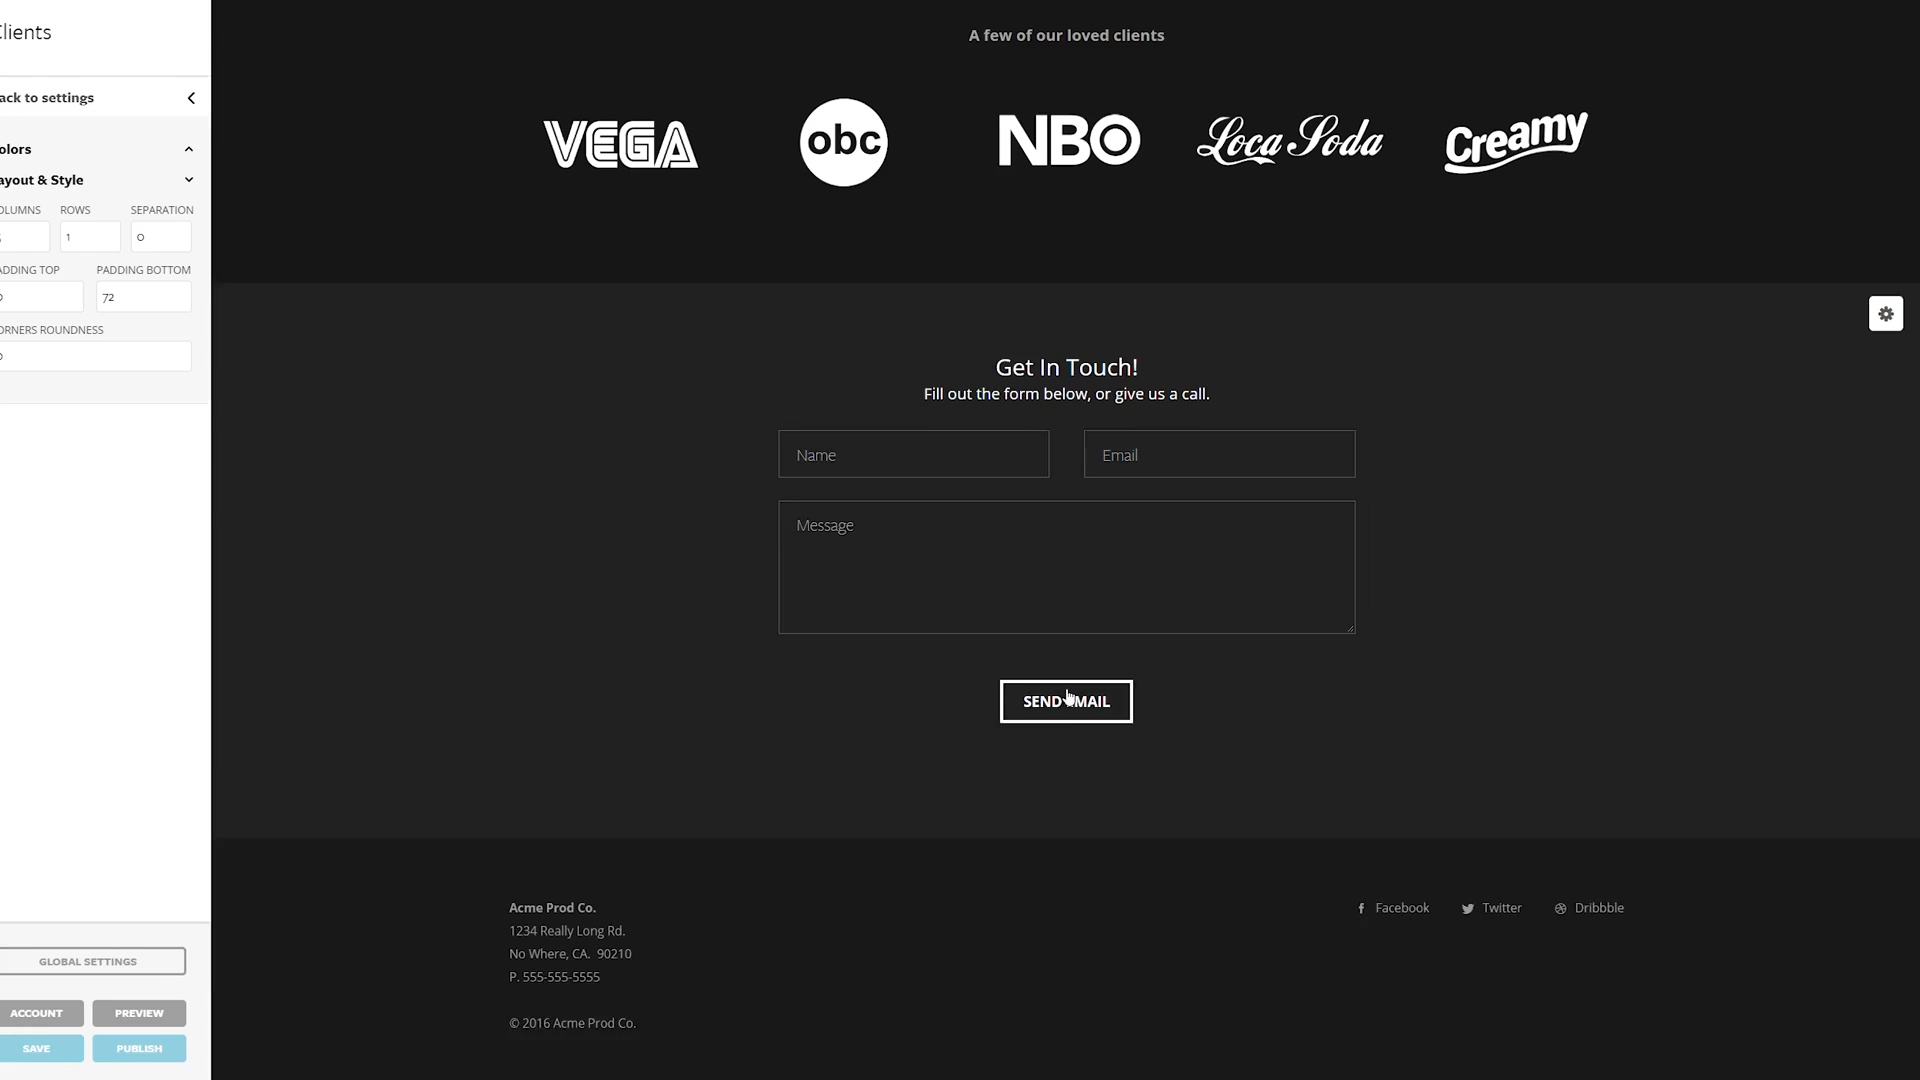 lients
ack to settings
olors
ayout & Style
OLUMNS ROWS SEPARATION
1 0
ADDING TOP PADDING BOTTOM
72
ORNERS ROUNDNESS
GLOBAL SETTINGS
ACCOUNT PREVIEW
SAVE PUBLISH
A few of our loved clients
VEGA obc NBO Loca Soda Creamy
Get In Touch!
Fill out the form below, or give us a call.
Name Email
Message
SEND MAIL
Acme Prod Co.
1234 Really Long Rd.
No Where, CA. 90210
P. 555-555-5555
© 2016 Acme Prod Co.
Facebook Twitter Dribbble